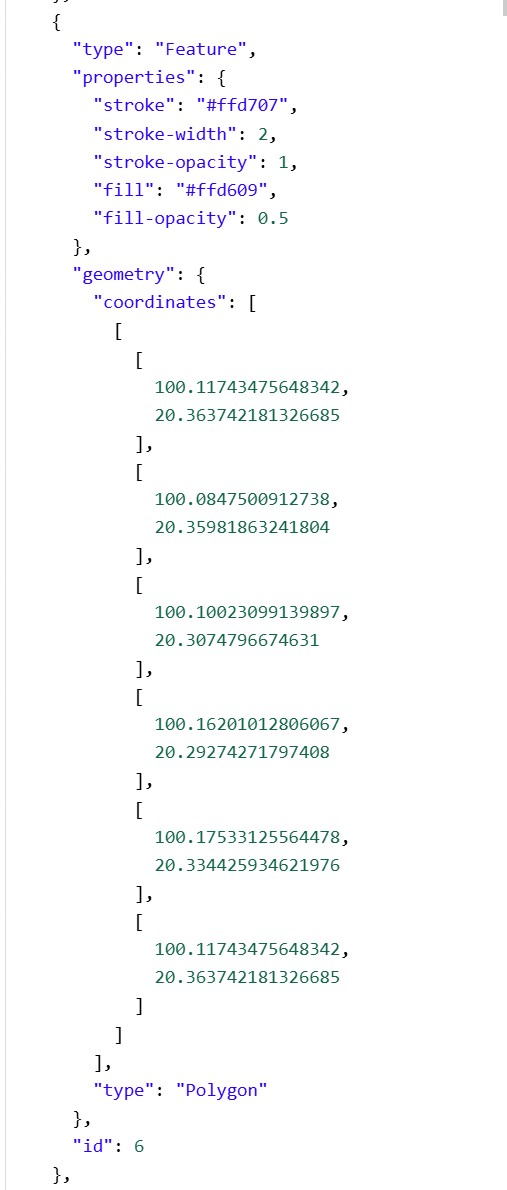 {
"type": "Feature",
"properties": {
"stroke": "#ffd707",
"stroke-width": 2,
"stroke-opacity": 1,
"fill": "#ffd609",
"fill-opacity": 0.5
},
"geometry": {
"coordinates": [
[
[
100.11743475648342,
20.363742181326685
],
[
100.0847500912738,
20.35981863241804
],
[
100.10023099139897,
20.3074796674631
],
[
100.16201012806067,
20.29274271797408
],
[
100.17533125564478,
20.334425934621976
],
[
100.11743475648342,
20.363742181326685
]
]
],
"type": "Polygon"
},
"id": 6
},